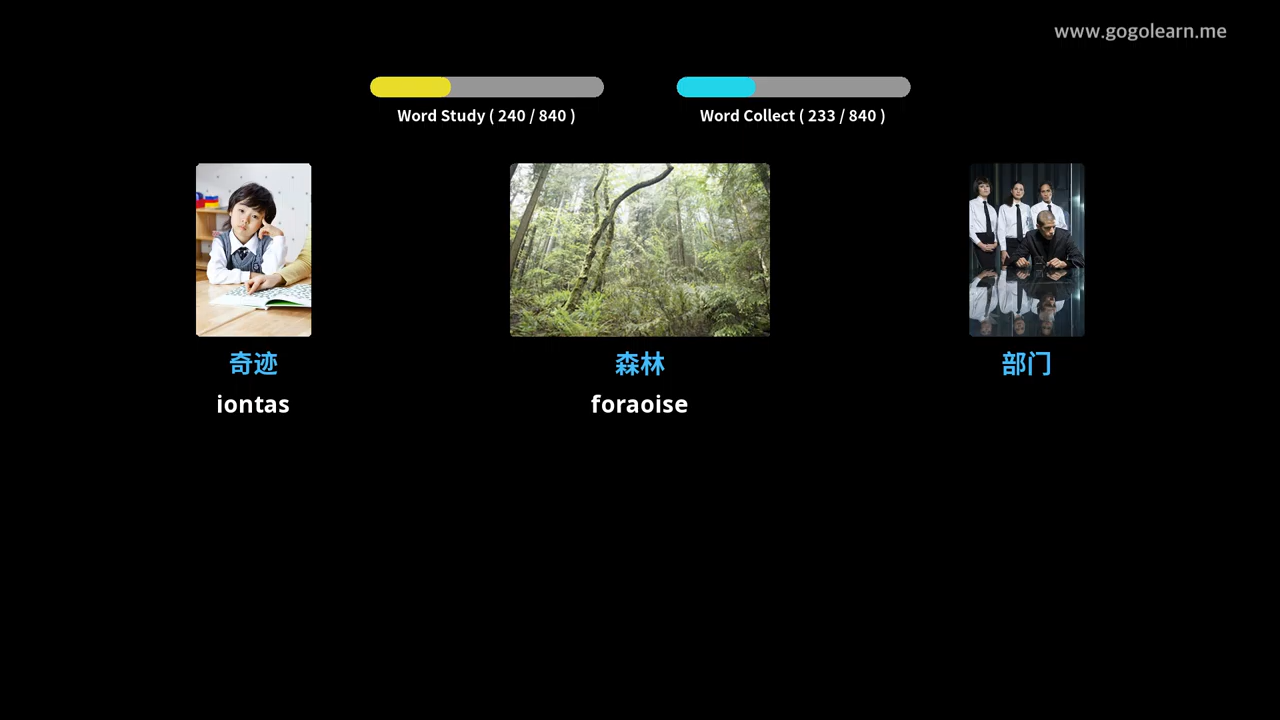 www.gogolearn.me
Word Study ( 240 / 840 )
Word Collect ( 233 / 840 )
奇迹
森林
部门
iontas
foraoise